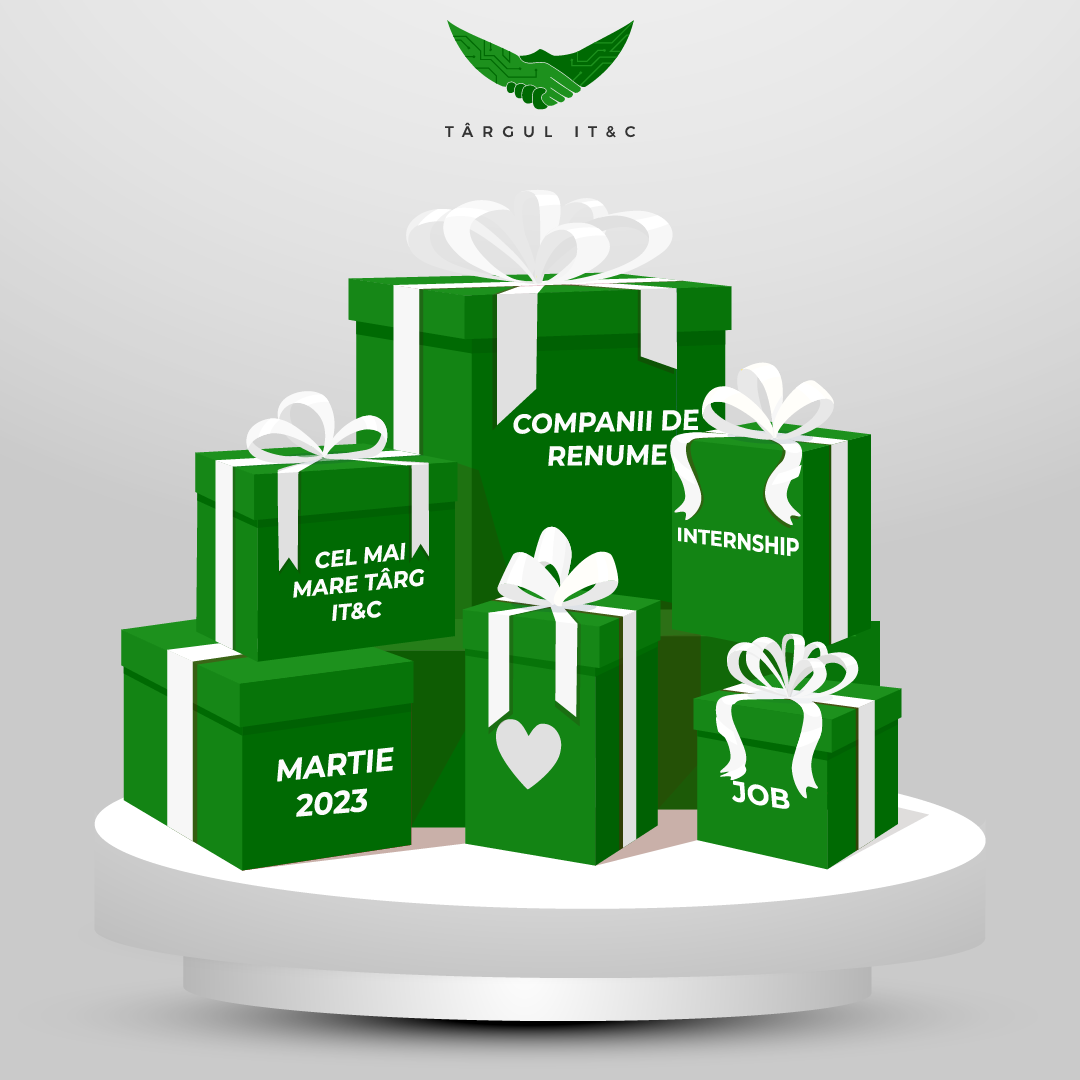 TÂRGUL IT&C
COMPANII DE
RENUME
INTERNSHIP
CEL MAI
MARE TÂRG
IT&C
MARTIE
2023
JOB